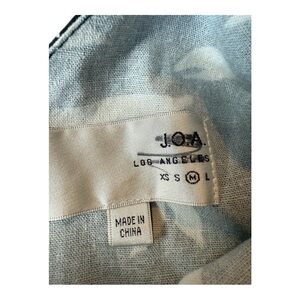 J.O.A.
LOS ANGELES
XS S M L
MADE IN
CHINA